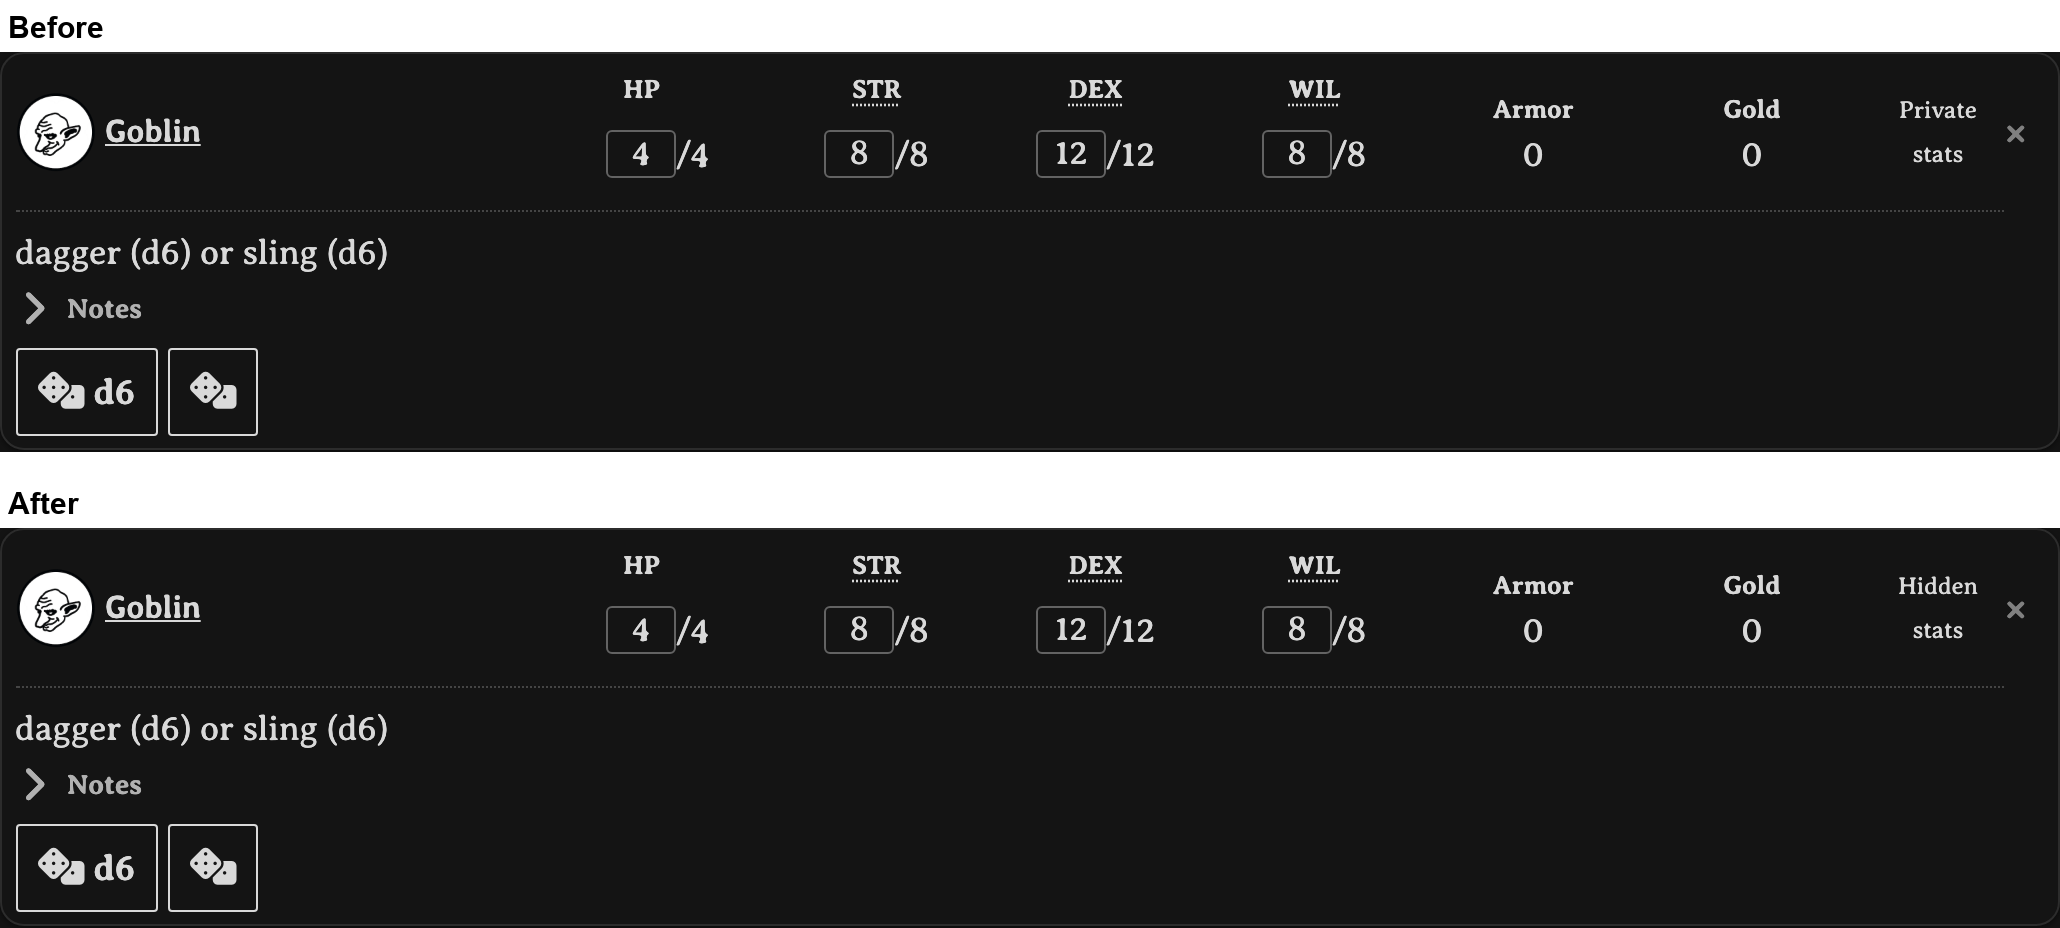 Before
HP STR DEX WIL
Armor Gold Private
Goblin
4 /4 8 /8 12 /12 8 /8 0 0 stats
dagger (d6) or sling (d6)
Notes
d6
After
HP STR DEX WIL
Armor Gold Hidden
Goblin
4 /4 8 /8 12 /12 8 /8 0 0 stats
dagger (d6) or sling (d6)
Notes
d6